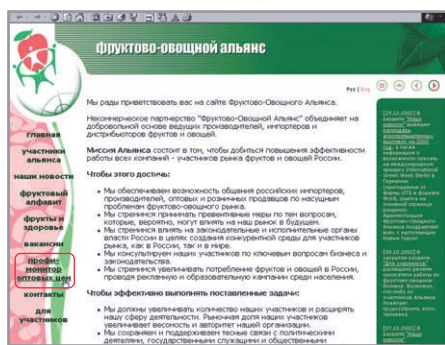 фруктово-овощной альянс
Рус | Eng
Мы рады приветствовать вас на сайте Фруктово-Овощного Альянса.
Некоммерческое партнерство "Фруктово-Овощной Альянс" объединяет на
добровольной основе ведущих производителей, импортеров и
дистрибьюторов фруктов и овощей.
Миссия Альянса состоит в том, чтобы добиться повышения эффективности
работы всех компаний - участников рынка фруктов и овощей России.
Чтобы этого достичь:
Мы обеспечиваем возможность общения российских импортеров,
производителей, оптовых и розничных продавцов по насущным
проблемам фруктово-овощного рынка.
Мы стремимся принимать превентивные меры по тем вопросам,
которые, вероятно, могут влиять на наш рынок в будущем.
Мы стремимся влиять на законодательные и исполнительные органы
власти России в целях создания конкурентной среды для участников
рынка, как в России, так и в мире.
Мы консультируем наших участников по ключевым вопросам бизнеса и
законодательства.
Мы стремимся увеличивать потребление фруктов и овощей в России,
проводя рекламную и образовательную кампании среди населения.
Чтобы эффективно выполнять поставленные задачи:
Мы должны увеличивать количество наших участников и расширять
нашу сферу деятельности. Рыночная доля наших участников
увеличивает весомость и авторитет нашей организации.
Мы сохраняем и поддерживаем тесные связи с политическими
деятелями, государственными служащими и общественными
главная
участники
альянса
наши новости
фруктовый
алфавит
фрукты и
здоровье
вакансии
профи-
монитор
оптовых цен
контакты
для
участников